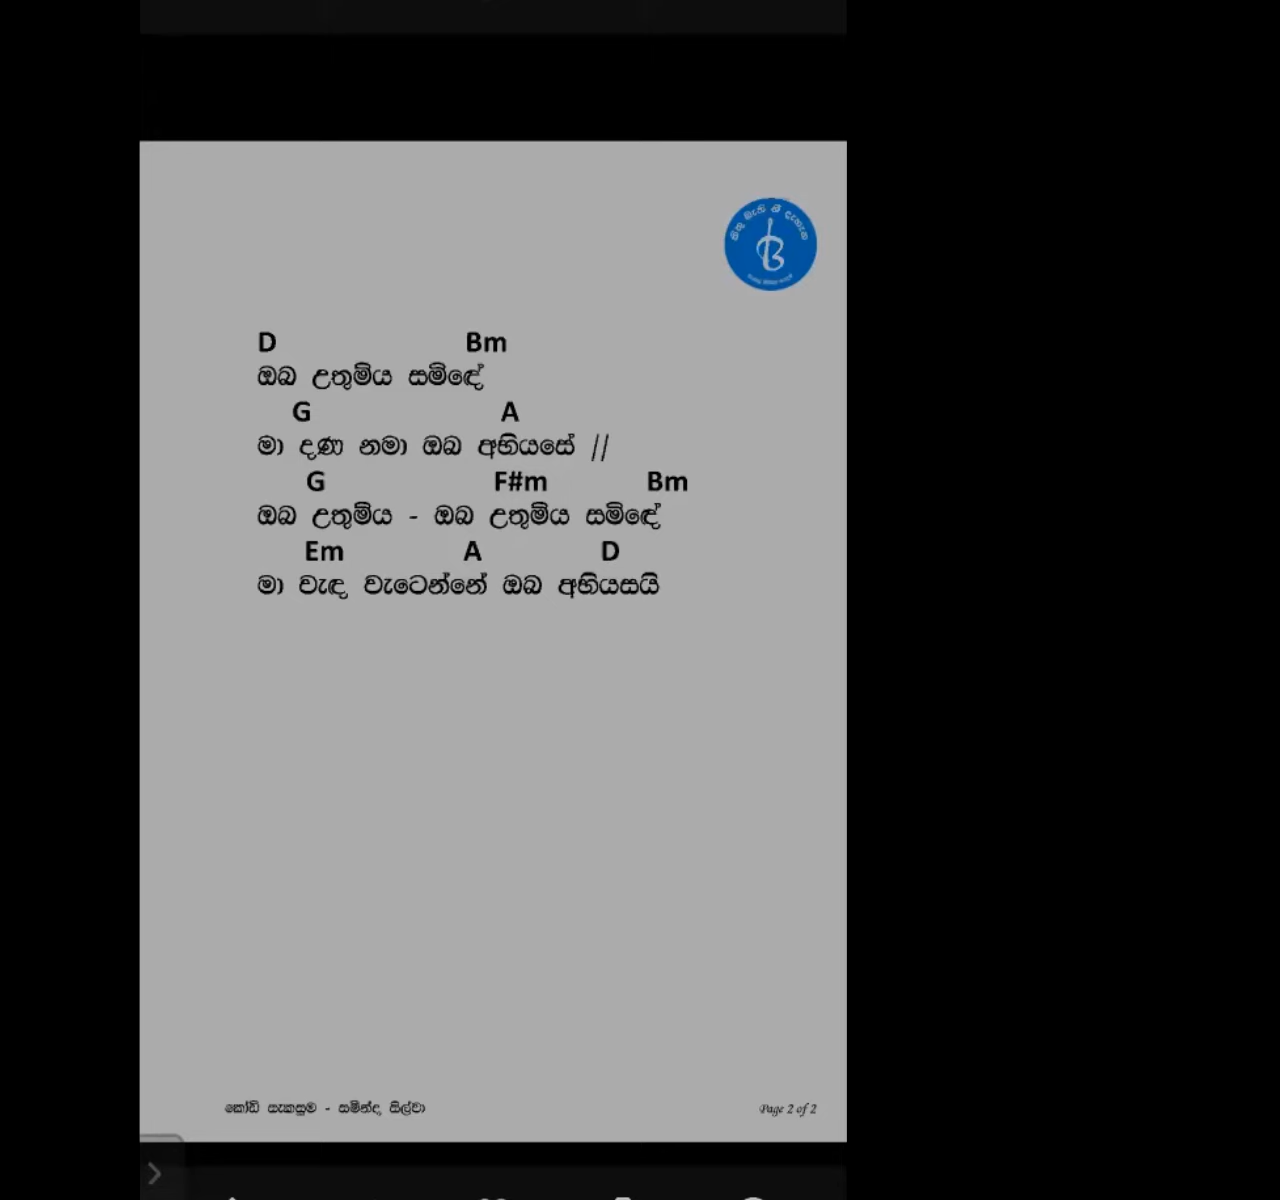 D Bm
ඔබ උතුම්ය සමිඳේ
G A
මා දණ නමා ඔබ අභියසේ //
G F#m Bm
ඔබ උතුම්ය - ඔබ උතුම්ය සමිඳේ
Em A D
මා වැඳ වැටෙන්නේ ඔබ අභියසයි
කෝඩ් සැකසුම - සමින්ද සිල්වා
Page 2 of 2